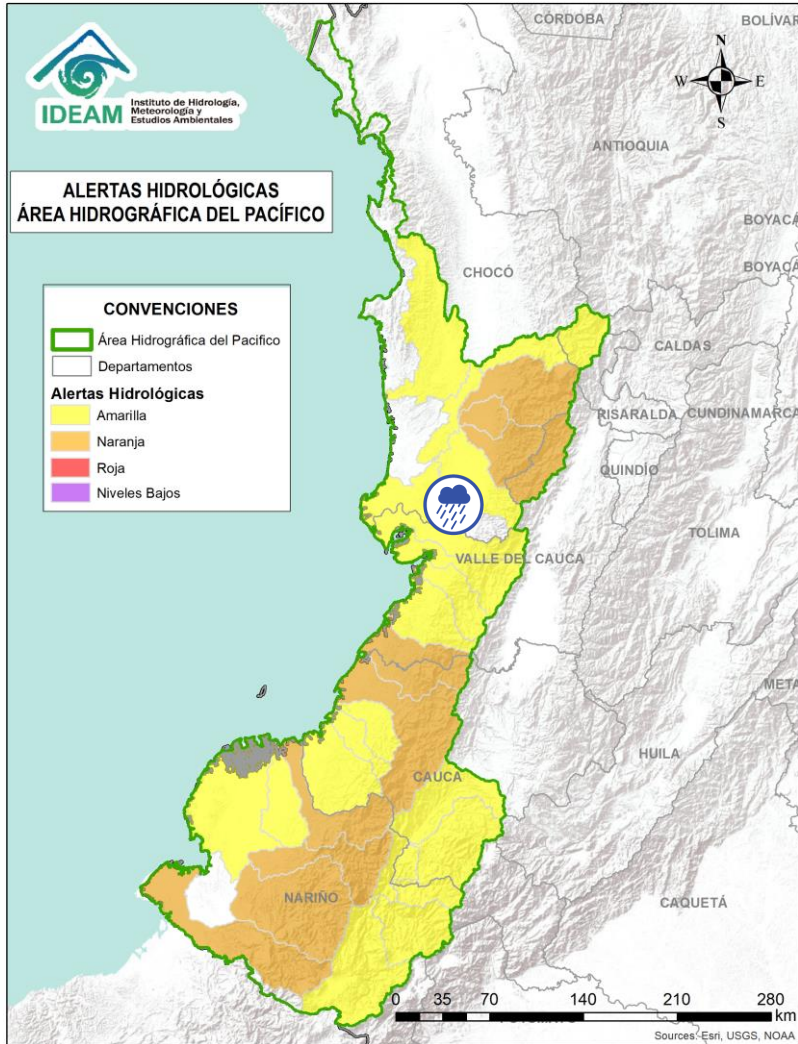 IDEAM
Instituto de Hidrología,
Meteorología y
Estudios Ambientales
ALERTAS HIDROLÓGICAS
ÁREA HIDROGRÁFICA DEL PACÍFICO
CONVENCIONES
Área Hidrográfica del Pacifico
Departamentos
Alertas Hidrológicas
Amarilla
Naranja
Roja
Niveles Bajos
N
W
E
S
CÓRDOBA
BOLÍVAR
ANTIOQUIA
BOYACÁ
CHOCÓ
BOYACÁ
CALDAS
RISARALDA
CUNDINAMARCA
QUINDÍO
TOLIMA
VALLE DEL CAUCA
META
HUILA
CAUCA
NARIÑO
CAQUETÁ
0 35 70 140 210 280
km
Sources: Esri, USGS, NOAA